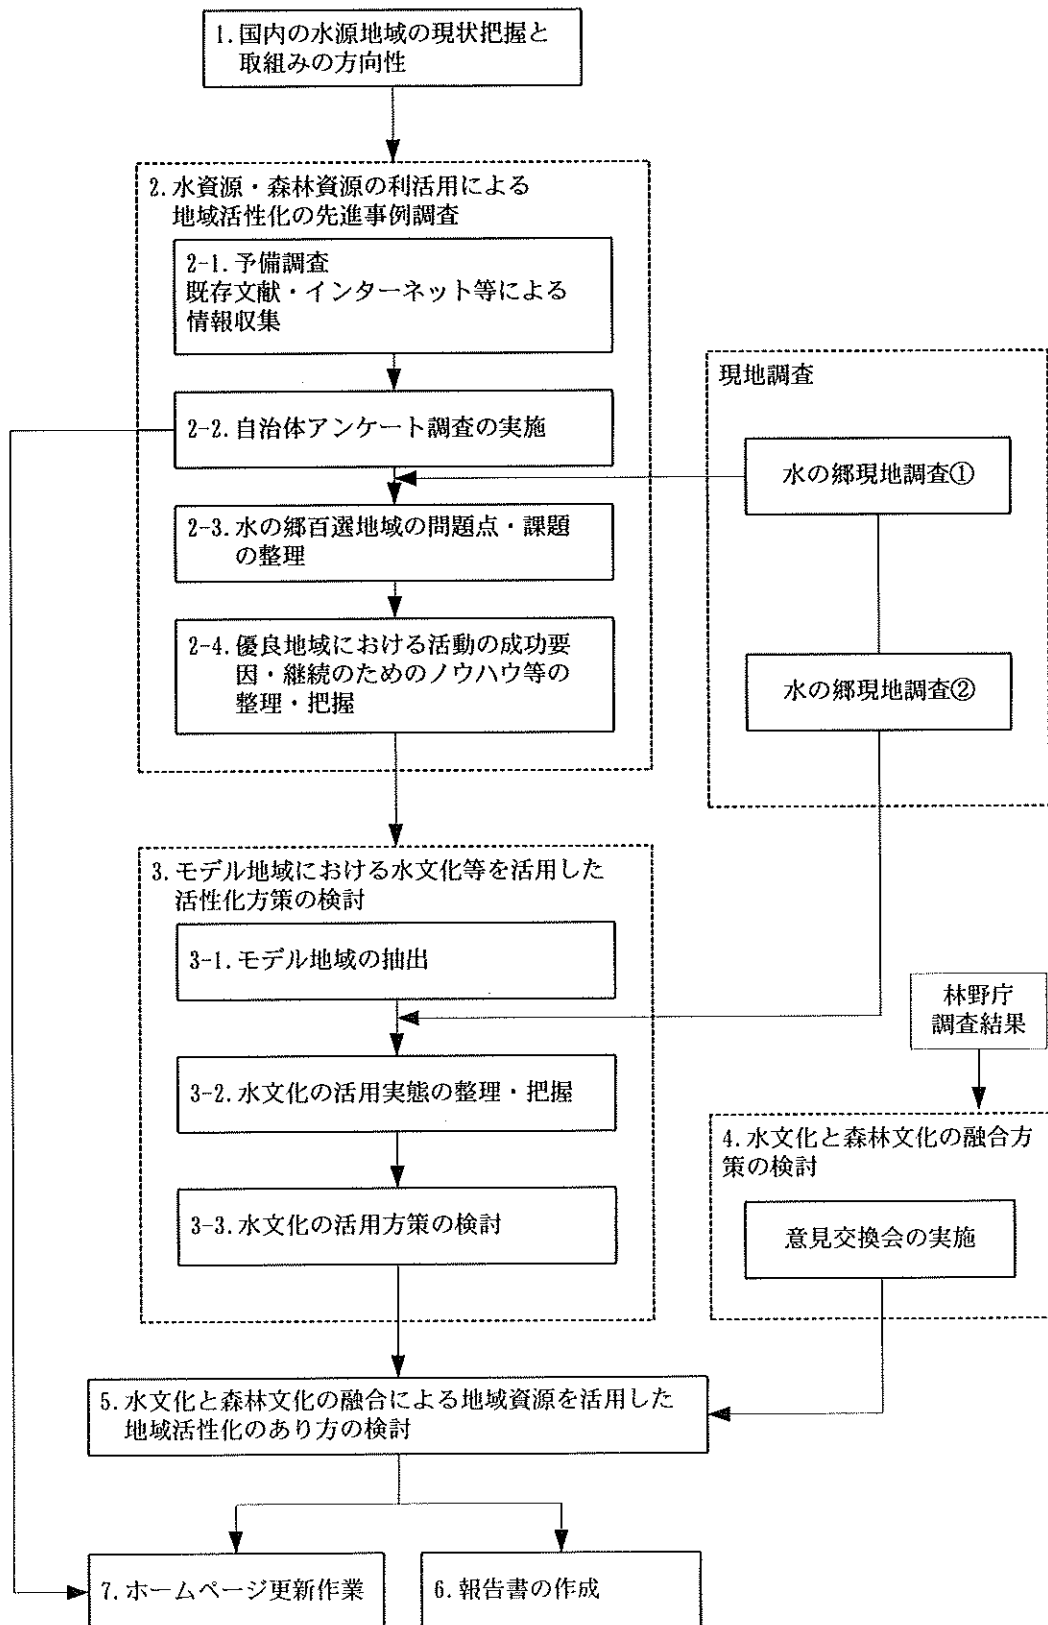 1.国内の水源地域の現状把握と
取組みの方向性
2.水資源・森林資源の利活用による
地域活性化の先進事例調査
2-1.予備調査
既存文献・インターネット等による
情報収集
2-2.自治体アンケート調査の実施
2-3.水の郷百選地域の問題点・課題
の整理
2-4.優良地域における活動の成功要
因・継続のためのノウハウ等の
整理・把握
現地調査
水の郷現地調査①
水の郷現地調査②
3.モデル地域における水文化等を活用した
活性化方策の検討
3-1.モデル地域の抽出
3-2.水文化の活用実態の整理・把握
3-3.水文化の活用方策の検討
林野庁
調査結果
4.水文化と森林文化の融合方
策の検討
意見交換会の実施
5.水文化と森林文化の融合による地域資源を活用した
地域活性化のあり方の検討
7.ホームページ更新作業
6.報告書の作成